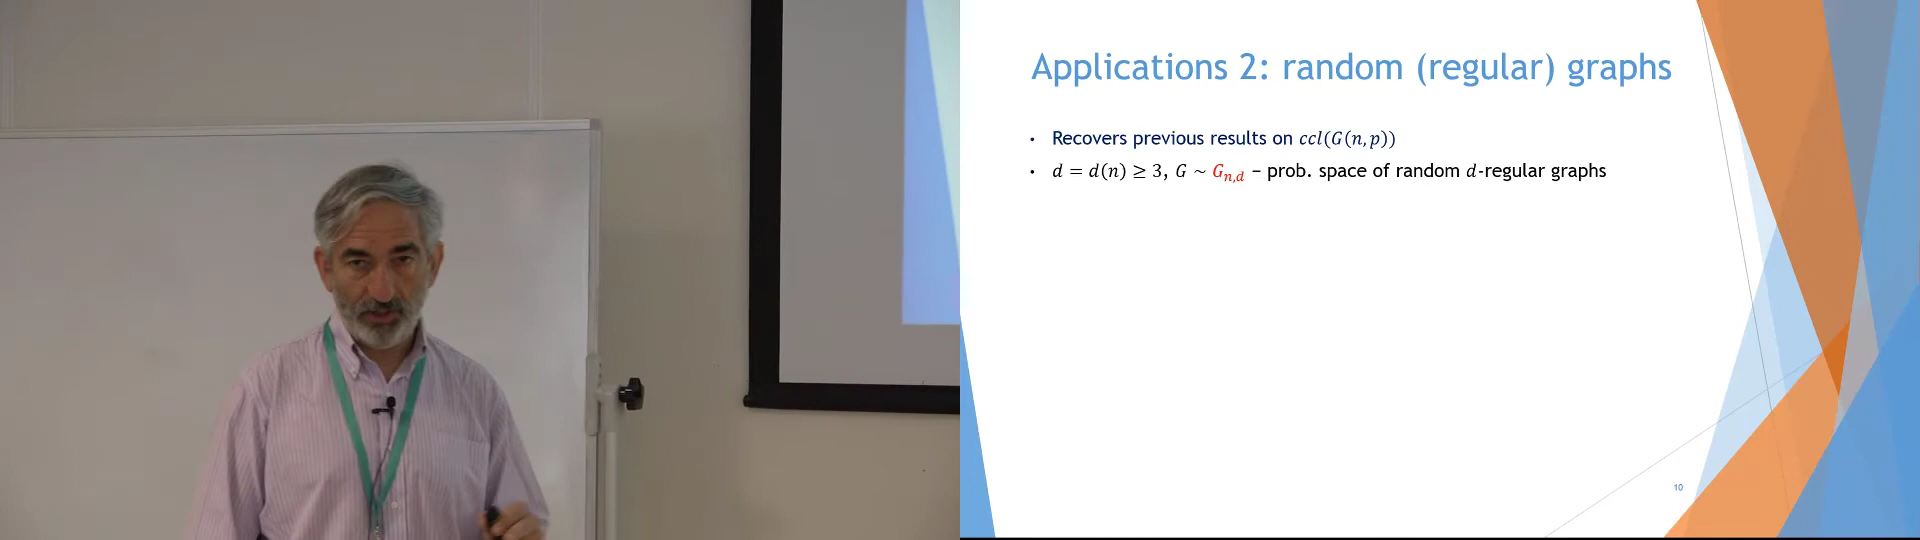 Applications 2: random (regular) graphs
• Recovers previous results on ccl(G(n,p))
• d = d(n) ≥ 3, G ~ G_{n,d} – prob. space of random d-regular graphs
10